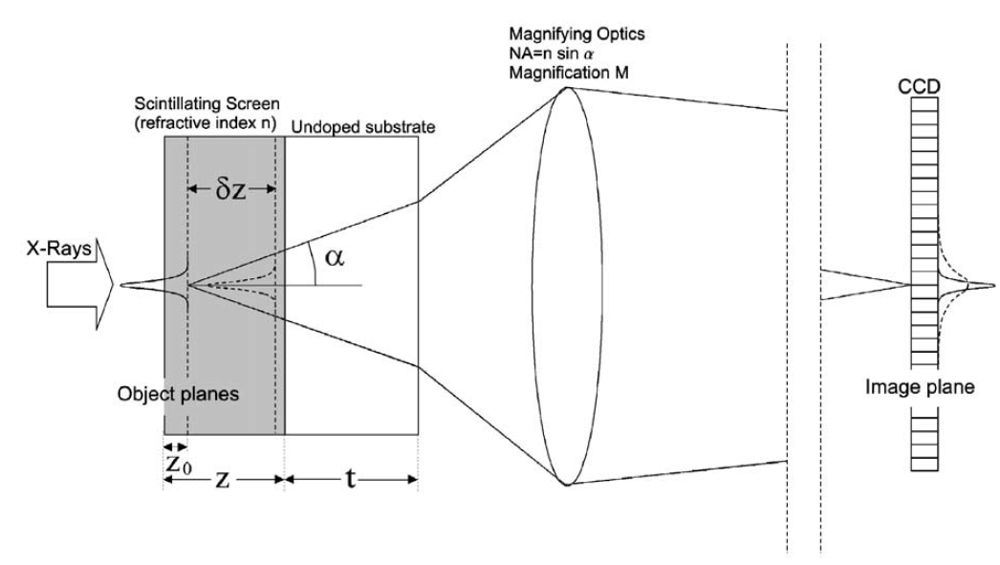 Magnifying Optics
NA=n sin α
Magnification M
CCD
Scintillating Screen
(refractive index n)
Undoped substrate
δz
X-Rays
α
Object planes
Image plane
z₀
z
t